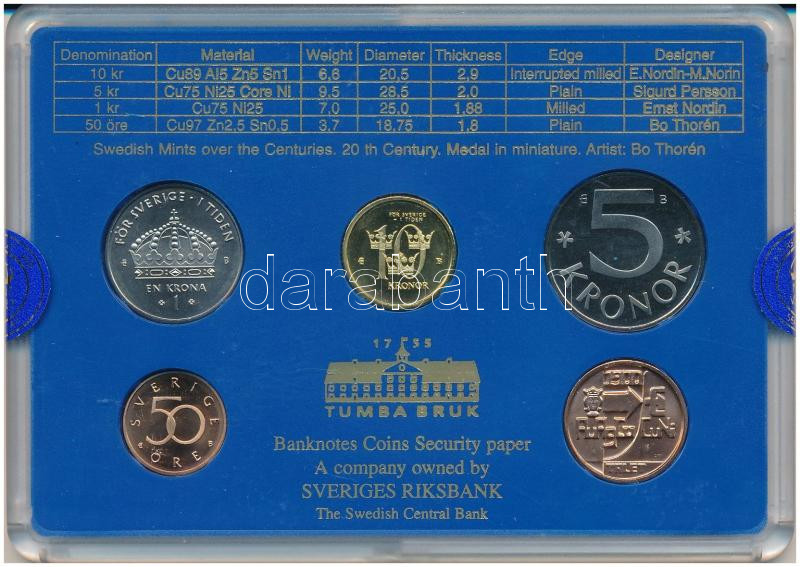 Denomination Material Weight Diameter Thickness Edge Designer
10 kr Cu89 Al5 Zn5 Sn1 6,6 20,5 2,9 Interrupted milled E.Nordin-M.Norin
5 kr Cu75 Ni25 Core Ni 9,5 28,5 2,0 Plain Sigurd Persson
1 kr Cu75 Ni25 7,0 25,0 1,88 Milled Ernst Nordin
50 öre Cu97 Zn2,5 Sn0,5 3,7 18,75 1,8 Plain Bo Thorén
Swedish Mints over the Centuries. 20 th Century. Medal in miniature. Artist: Bo Thorén
FÖR SVERIGE · I TIDEN
B
EN KRONA
1
FÖR SVERIGE
- I TIDEN
10
B
KRONOR
B
5
KRONOR
darabanth
1755
TUMBA BRUK
SVERIGE
50
B
ÖRE
Banknotes Coins Security paper
A company owned by
SVERIGES RIKSBANK
The Swedish Central Bank